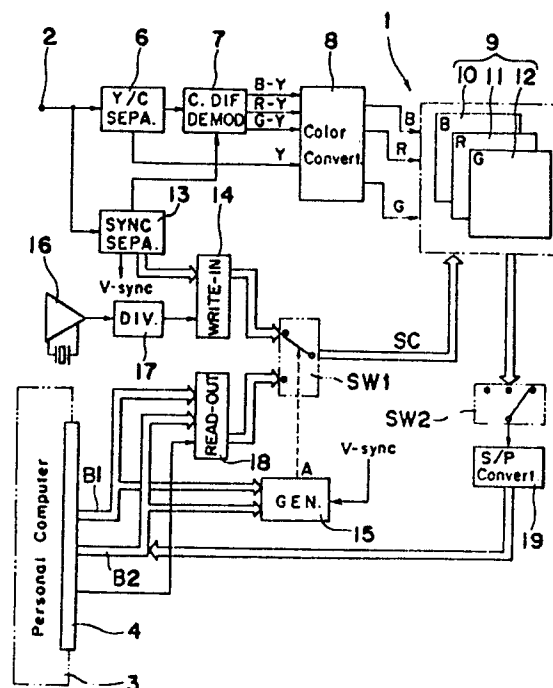 1
2
6
7
8
9
10 11 12
Y/C
SEPA.
C. DIF
DEMOD
B-Y
R-Y
G-Y
Y
Color
Convert.
B
R
G
B
R
G
13
SYNC
SEPA.
V-sync
14
WRITE-IN
16
DIV.
17
SC
SW1
SW2
READ-OUT
18
A
V-sync
GEN.
15
S/P
Convert.
19
Personal Computer
B1
B2
4
3